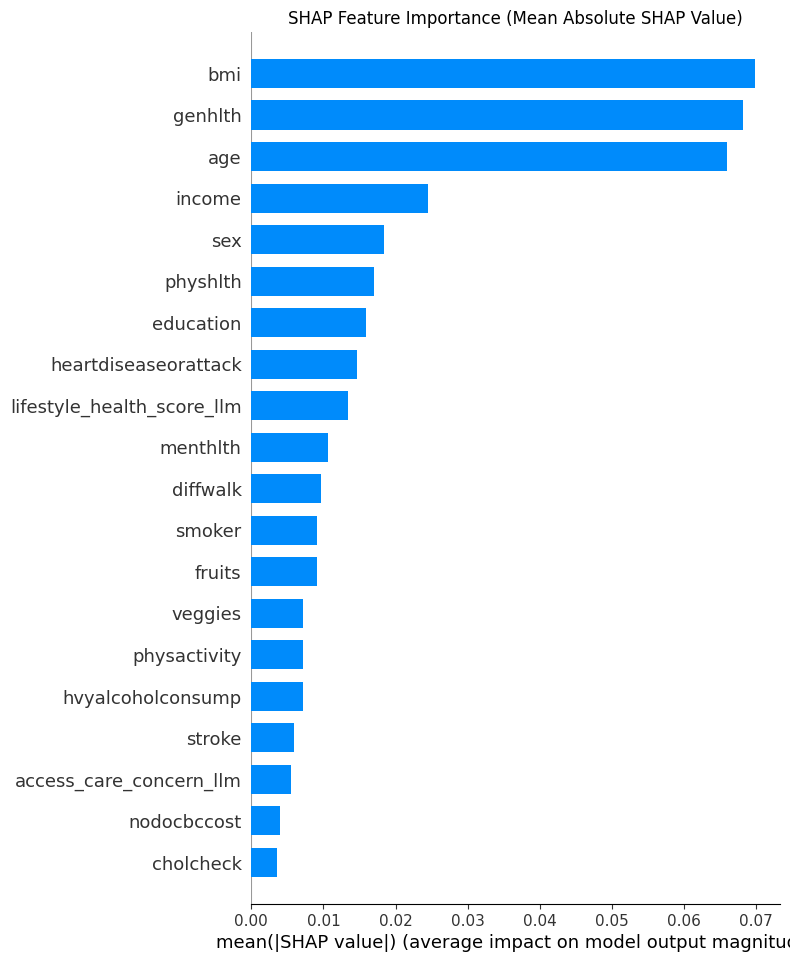 SHAP Feature Importance (Mean Absolute SHAP Value)
bmi
genhlth
age
income
sex
physhlth
education
heartdiseaseorattack
lifestyle_health_score_llm
menthlth
diffwalk
smoker
fruits
veggies
physactivity
hvyalcoholconsump
stroke
access_care_concern_llm
nodocbccost
cholcheck
0.00 0.01 0.02 0.03 0.04 0.05 0.06 0.07
mean(|SHAP value|) (average impact on model output magnitud